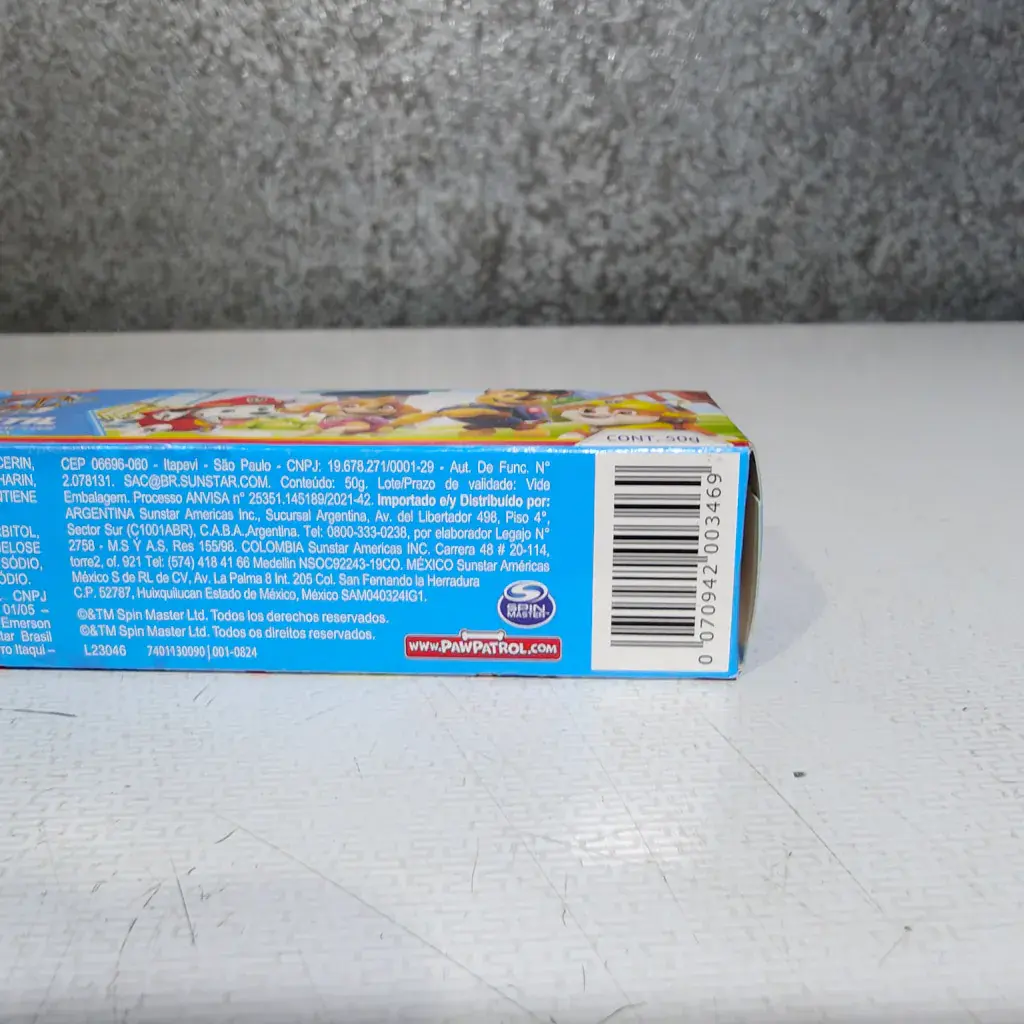 CONT. 50g
CERIN,
HARIN,
NTIENE
RBITOL,
ELOSE
SÓDIO,
ÓDIO.
CNPJ
01/05 –
Emerson
tar Brasil
ro Itaqui –
CEP 06696-060 - Itapevi - São Paulo - CNPJ: 19.678.271/0001-29 - Aut. De Func. N°
2.078131. SAC@BR.SUNSTAR.COM. Conteúdo: 50g. Lote/Prazo de validade: Vide
Embalagem. Processo ANVISA n° 25351.145189/2021-42. Importado e/y Distribuído por:
ARGENTINA Sunstar Americas Inc., Sucursal Argentina, Av. del Libertador 498, Piso 4°,
Sector Sur (C1001ABR), C.A.B.A.,Argentina. Tel: 0800-333-0238, por elaborador Legajo N°
2758 - M.S Y A.S. Res 155/98. COLOMBIA Sunstar Americas INC. Carrera 48 # 20-114,
torre2, of. 921 Tel: (574) 418 41 66 Medellin NSOC92243-19CO. MÉXICO Sunstar Américas
México S de RL de CV, Av. La Palma 8 Int. 205 Col. San Fernando la Herradura
C.P. 52787, Huixquilucan Estado de México, México SAM040324IG1.
©&TM Spin Master Ltd. Todos los derechos reservados.
©&TM Spin Master Ltd. Todos os direitos reservados.
L23046 7401130090|001-0824
SPIN
MASTER™
www.PAWPATROL.COM
0 070942 003469